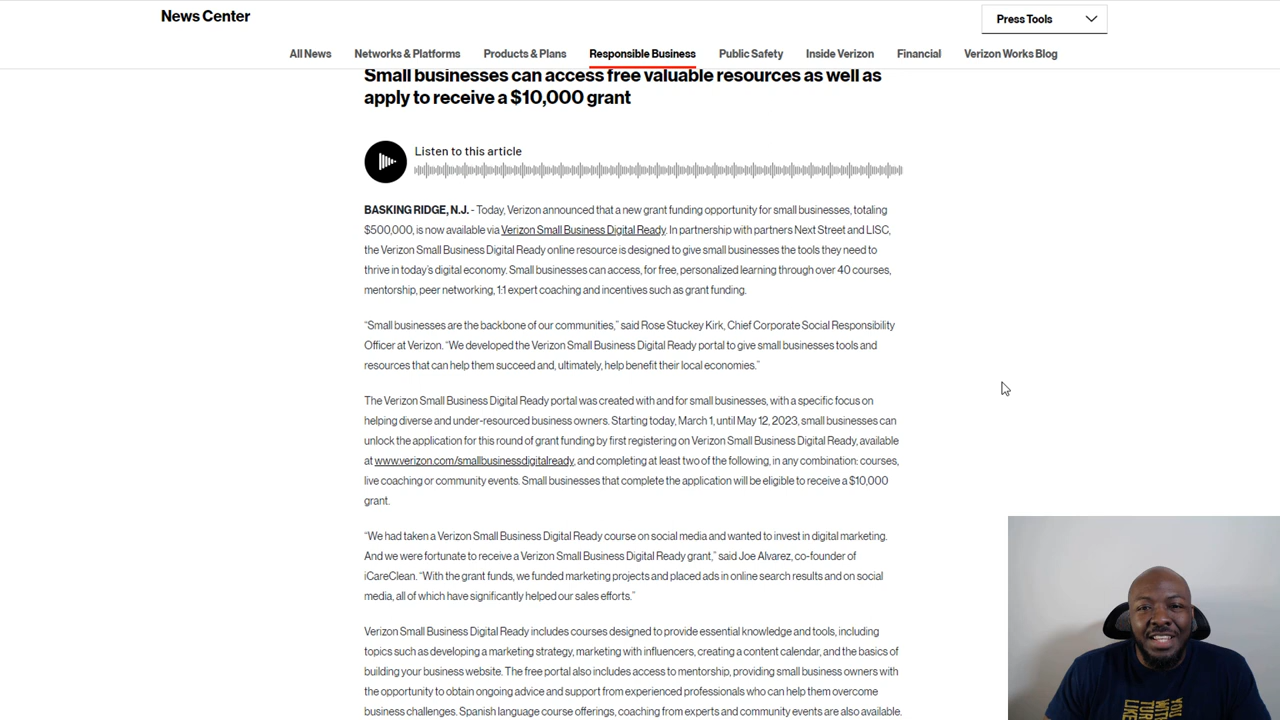 News Center
Press Tools
All News
Networks & Platforms
Products & Plans
Responsible Business
Public Safety
Inside Verizon
Financial
Verizon Works Blog
Small businesses can access free valuable resources as well as
apply to receive a $10,000 grant
Listen to this article
BASKING RIDGE, N.J. - Today, Verizon announced that a new grant funding opportunity for small businesses, totaling
$500,000, is now available via Verizon Small Business Digital Ready. In partnership with partners Next Street and LISC,
the Verizon Small Business Digital Ready online resource is designed to give small businesses the tools they need to
thrive in today's digital economy. Small businesses can access, for free, personalized learning through over 40 courses,
mentorship, peer networking, 1:1 expert coaching and incentives such as grant funding.
“Small businesses are the backbone of our communities,” said Rose Stuckey Kirk, Chief Corporate Social Responsibility
Officer at Verizon. “We developed the Verizon Small Business Digital Ready portal to give small businesses tools and
resources that can help them succeed and, ultimately, help benefit their local economies.”
The Verizon Small Business Digital Ready portal was created with and for small businesses, with a specific focus on
helping diverse and under-resourced business owners. Starting today, March 1, until May 12, 2023, small businesses can
unlock the application for this round of grant funding by first registering on Verizon Small Business Digital Ready, available
at www.verizon.com/smallbusinessdigitalready, and completing at least two of the following, in any combination: courses,
live coaching or community events. Small businesses that complete the application will be eligible to receive a $10,000
grant.
“We had taken a Verizon Small Business Digital Ready course on social media and wanted to invest in digital marketing.
And we were fortunate to receive a Verizon Small Business Digital Ready grant,” said Joe Alvarez, co-founder of
iCareClean. “With the grant funds, we funded marketing projects and placed ads in online search results and on social
media, all of which have significantly helped our sales efforts.”
Verizon Small Business Digital Ready includes courses designed to provide essential knowledge and tools, including
topics such as developing a marketing strategy, marketing with influencers, creating a content calendar, and the basics of
building your business website. The free portal also includes access to mentorship, providing small business owners with
the opportunity to obtain ongoing advice and support from experienced professionals who can help them overcome
business challenges. Spanish language course offerings, coaching from experts and community events are also available.